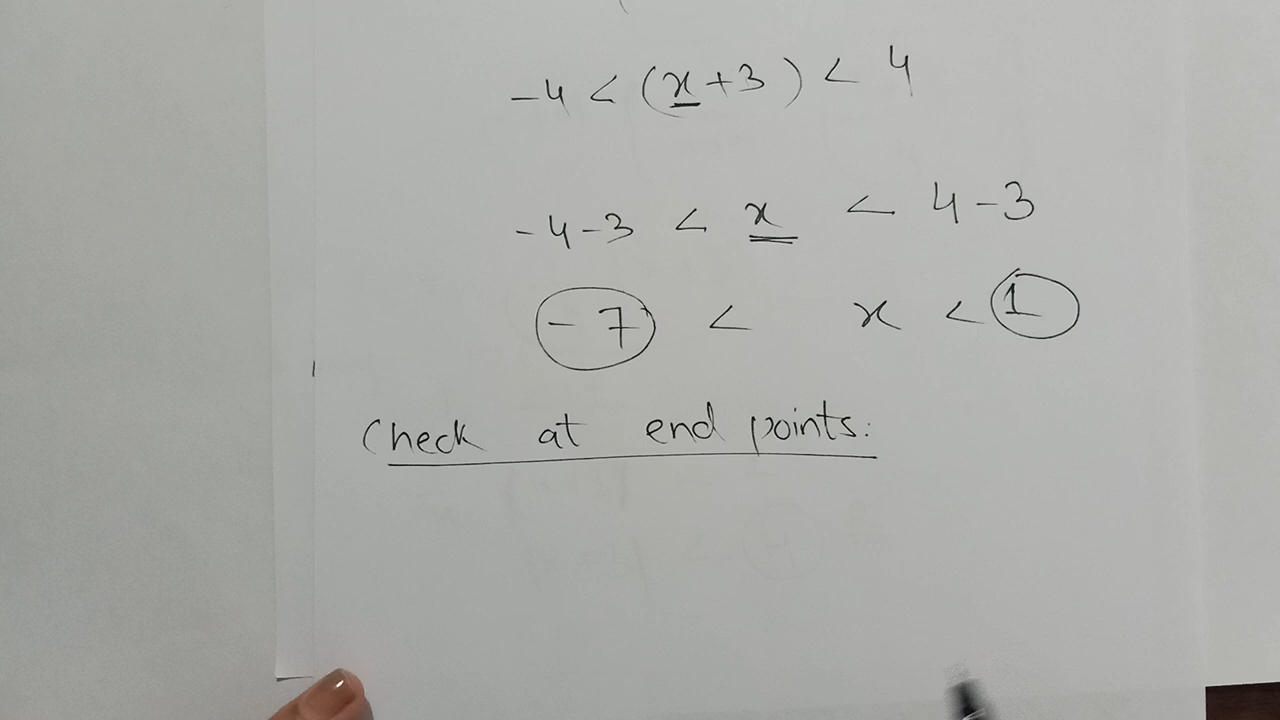 -4 < (x+3) < 4
-4-3 < x < 4-3
-7 < x < 1
Check at end points: